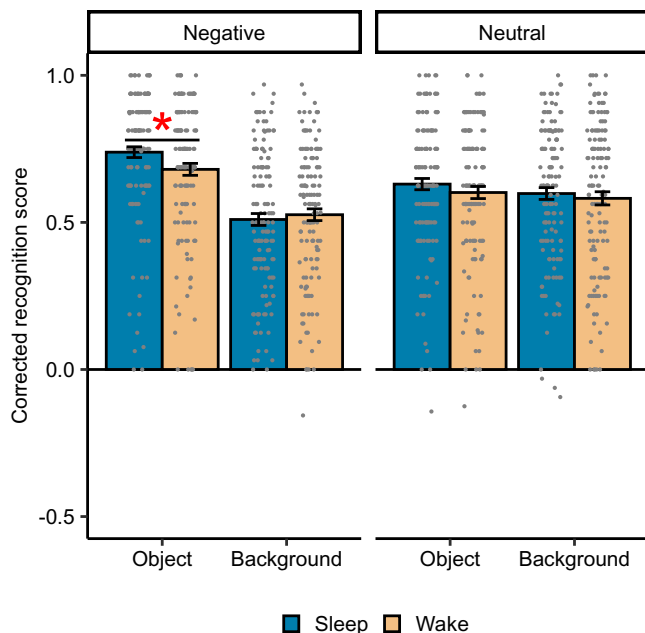 Negative
Neutral
Corrected recognition score
1.0
0.5
0.0
-0.5
*
Object
Background
Object
Background
Sleep
Wake